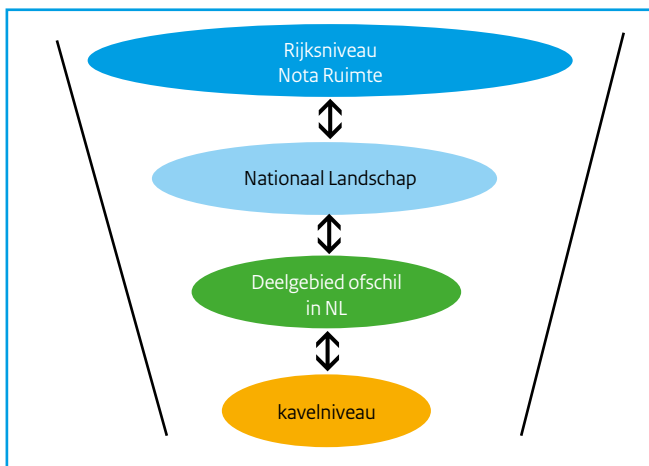 Rijksniveau
Nota Ruimte
Nationaal Landschap
Deelgebied ofschil
in NL
kavelniveau